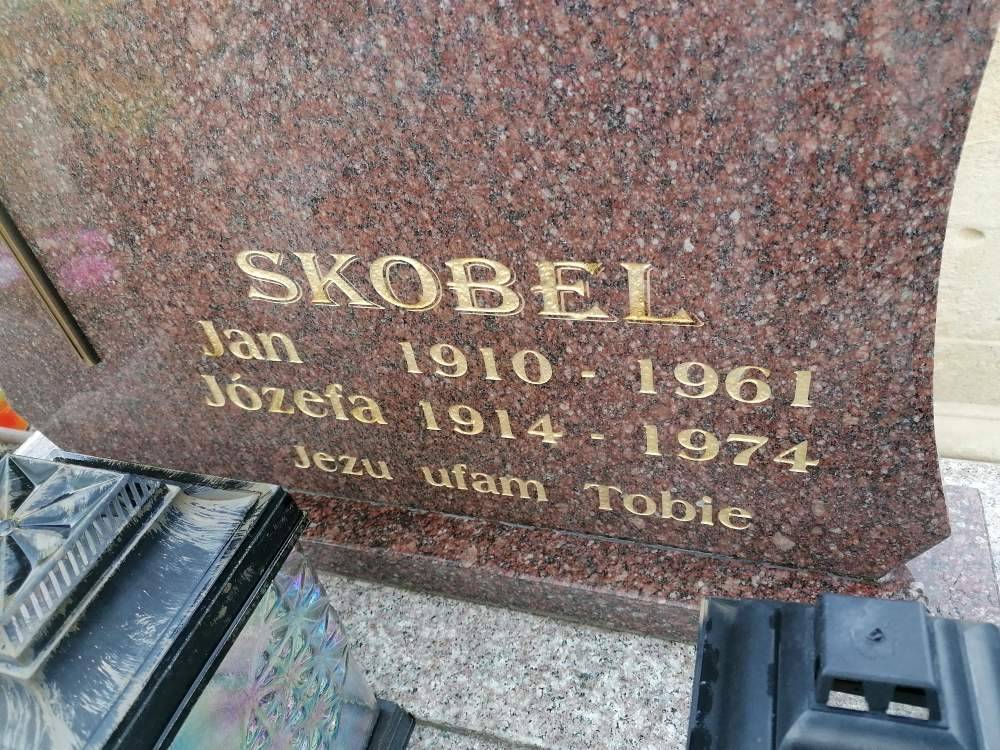 SKOBEL
Jan 1910 - 1961
Józefa 1914 - 1974
Jezu ufam Tobie